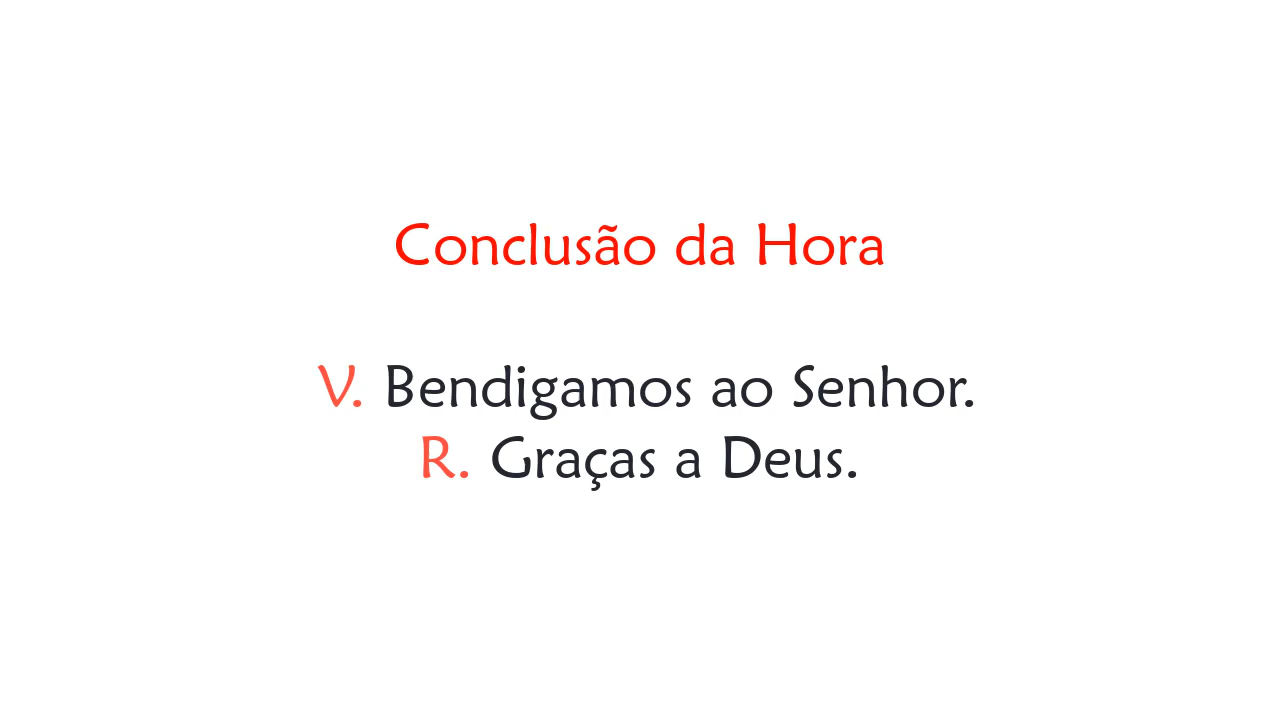 Conclusão da Hora
V. Bendigamos ao Senhor.
R. Graças a Deus.